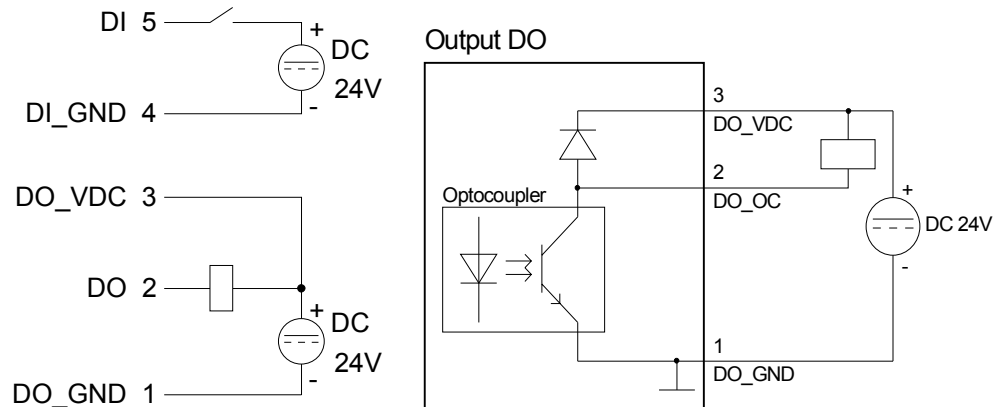 DI 5
+
DC
24V
-
DI_GND 4
DO_VDC 3
DO 2
+
DC
24V
-
DO_GND 1
Output DO
3
DO_VDC
2
DO_OC
Optocoupler
+
DC 24V
-
1
DO_GND